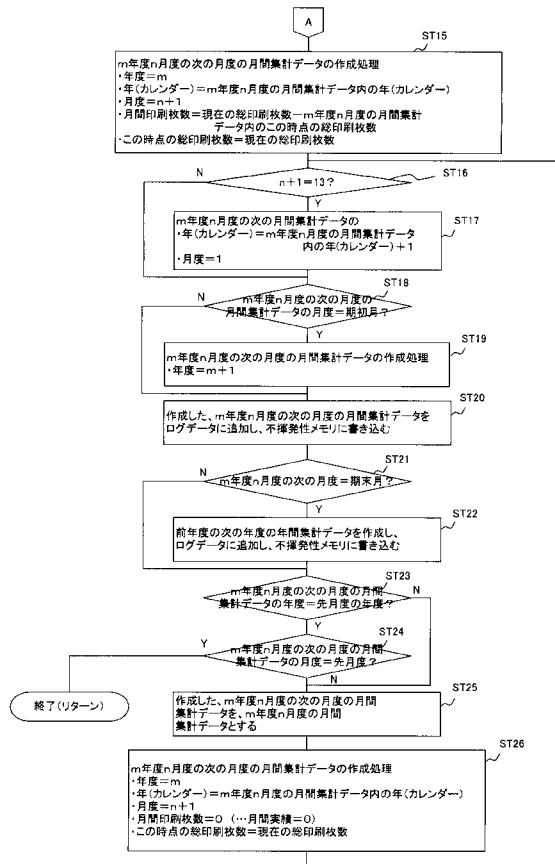 A
ST15
m年度n月度の次の月度の月間集計データの作成処理
・年度=m
・年(カレンダー)=m年度n月度の月間集計データ内の年(カレンダー)
・月度=n+1
・月間印刷枚数=現在の総印刷枚数-m年度n月度の月間集計
データ内のこの時点の総印刷枚数
・この時点の総印刷枚数=現在の総印刷枚数
N
n+1=13?
ST16
Y
ST17
m年度n月度の次の月間集計データの
・年(カレンダー)=m年度n月度の月間集計データ
内の年(カレンダー)+1
・月度=1
ST18
N
m年度n月度の次の月度の
月間集計データの月度=期初月?
Y
ST19
m年度n月度の次の月度の月間集計データの作成処理
・年度=m+1
ST20
作成した、m年度n月度の次の月度の月間集計データを
ログデータに追加し、不揮発性メモリに書き込む
ST21
N
m年度n月度の次の月度=期末月?
Y
ST22
前年度の次の年度の年間集計データを作成し、
ログデータに追加し、不揮発性メモリに書き込む
ST23
m年度n月度の次の月度の月間
集計データの年度=先月度の年度?
N
Y
ST24
Y
m年度n月度の次の月度の月間
集計データの月度=先月度?
N
終了(リターン)
ST25
作成した、m年度n月度の次の月度の月間
集計データを、m年度n月度の月間
集計データとする
ST26
m年度n月度の次の月度の月間集計データの作成処理
・年度=m
・年(カレンダー)=m年度n月度の月間集計データ内の年(カレンダー)
・月度=n+1
・月間印刷枚数=0 (…月間実績=0)
・この時点の総印刷枚数=現在の総印刷枚数